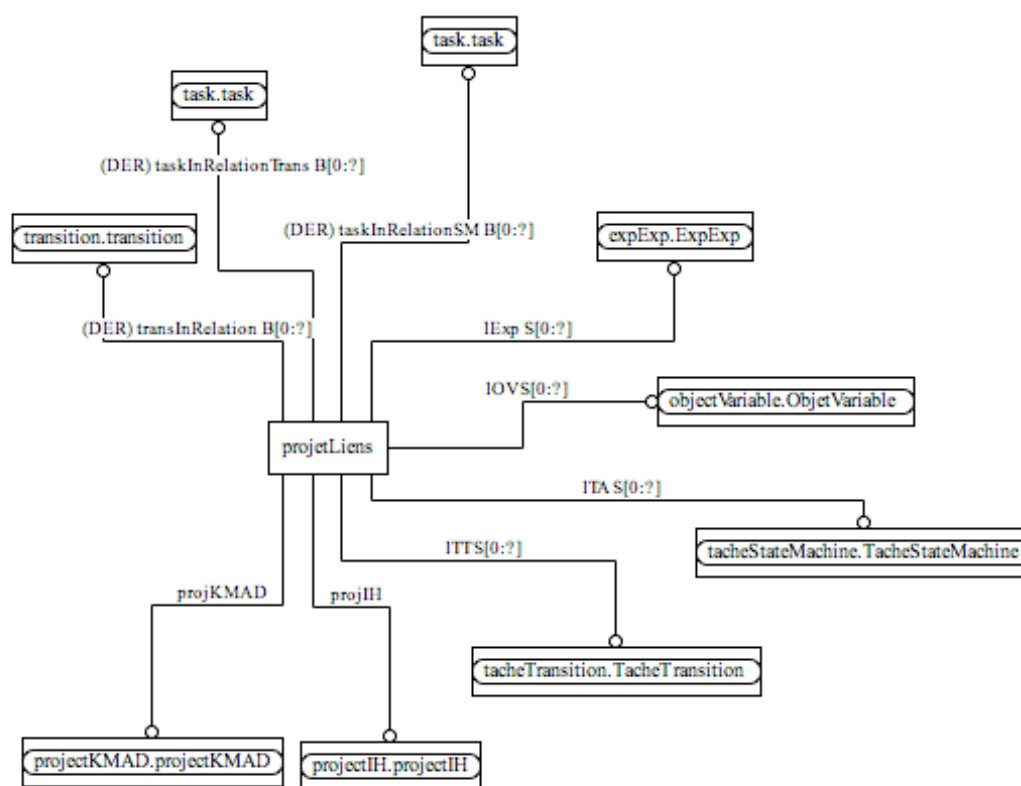 task.task
task.task
(DER) taskInRelationTrans B[0:?]
transition.transition
(DER) taskInRelationSM B[0:?]
expExp.ExpExp
(DER) transInRelation B[0:?]
lExp S[0:?]
lOVS[0:?]
objectVariable.ObjetVariable
projetLiens
lTA S[0:?]
lTTS[0:?]
tacheStateMachine.TacheStateMachine
projKMAD
projIH
tacheTransition.TacheTransition
projectKMAD.projectKMAD
projectIH.projectIH